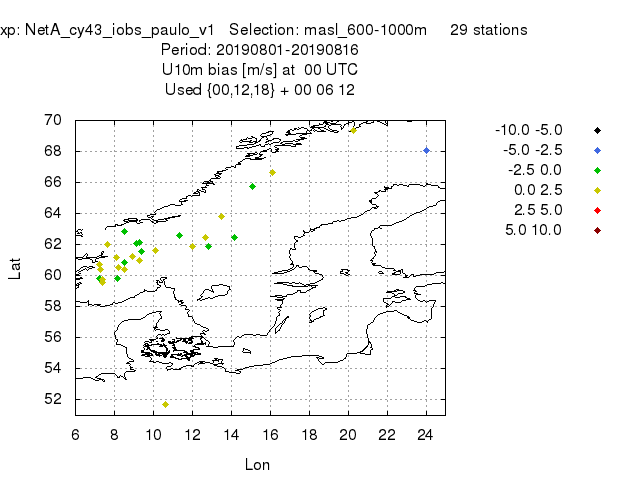 xp: NetA_cy43_iobs_paulo_v1 Selection: masl_600-1000m 29 stations
Period: 20190801-20190816
U10m bias [m/s] at 00 UTC
Used {00,12,18} + 00 06 12
70
68
66
64
62
60
58
56
54
52
Lat
6 8 10 12 14 16 18 20 22 24
Lon
-10.0 -5.0
-5.0 -2.5
-2.5 0.0
0.0 2.5
2.5 5.0
5.0 10.0